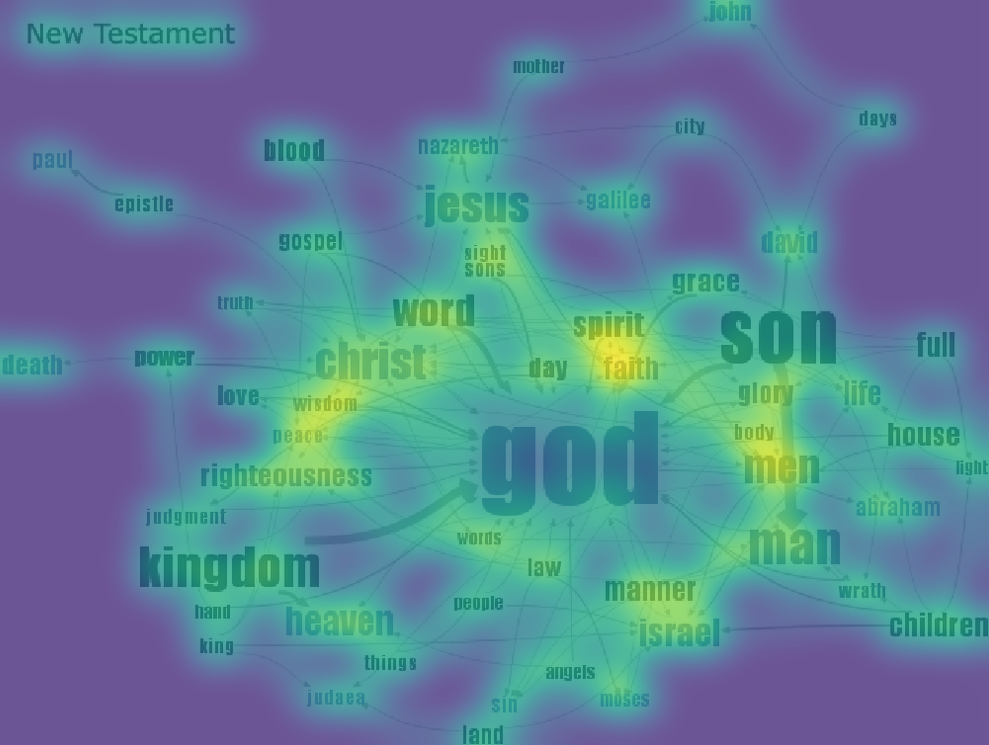 New Testament
john
mother
days
city
nazareth
blood
paul
jesus
galilee
epistle
gospel
david
sight
sons
grace
truth
word
spirit
son
full
power
christ
day
faith
death
love
wisdom
glory
life
peace
body
house
god
men
light
righteousness
abraham
judgment
words
man
kingdom
law
manner
wrath
hand
people
heaven
israel
children
king
things
angels
judaea
sin
moses
land